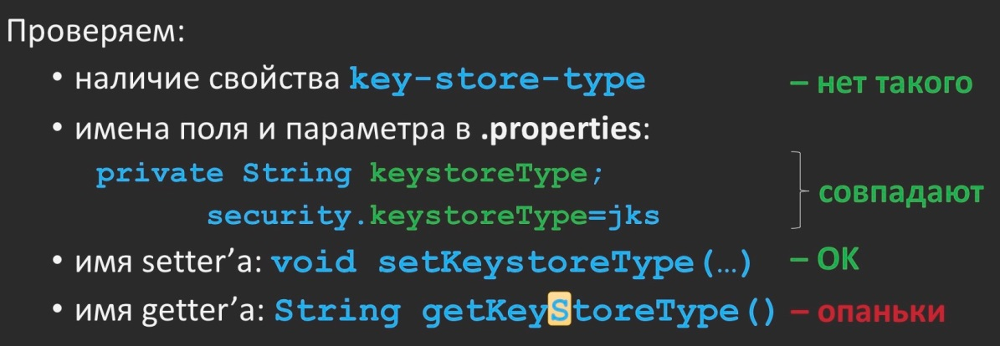 Проверяем:
• наличие свойства key-store-type – нет такого
• имена поля и параметра в .properties:
private String keystoreType;
security.keystoreType=jks
совпадают
• имя setter’а: void setKeystoreType(…) – OK
• имя getter’а: String getKeyStoreType() – опаньки